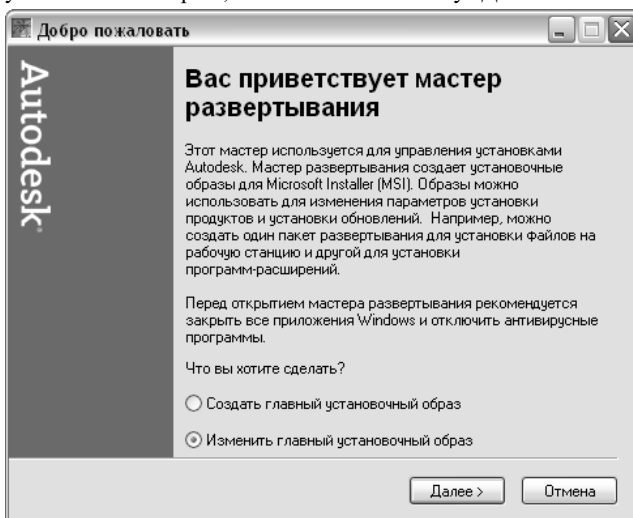 Добро пожаловать
Autodesk
Вас приветствует мастер
развертывания
Этот мастер используется для управления установками
Autodesk. Мастер развертывания создает установочные
образы для Microsoft Installer (MSI). Образы можно
использовать для изменения параметров установки
продуктов и установки обновлений. Например, можно
создать один пакет развертывания для установки файлов на
рабочую станцию и другой для установки
программ-расширений.
Перед открытием мастера развертывания рекомендуется
закрыть все приложения Windows и отключить антивирусные
программы.
Что вы хотите сделать?
Создать главный установочный образ
Изменить главный установочный образ
Далее >
Отмена